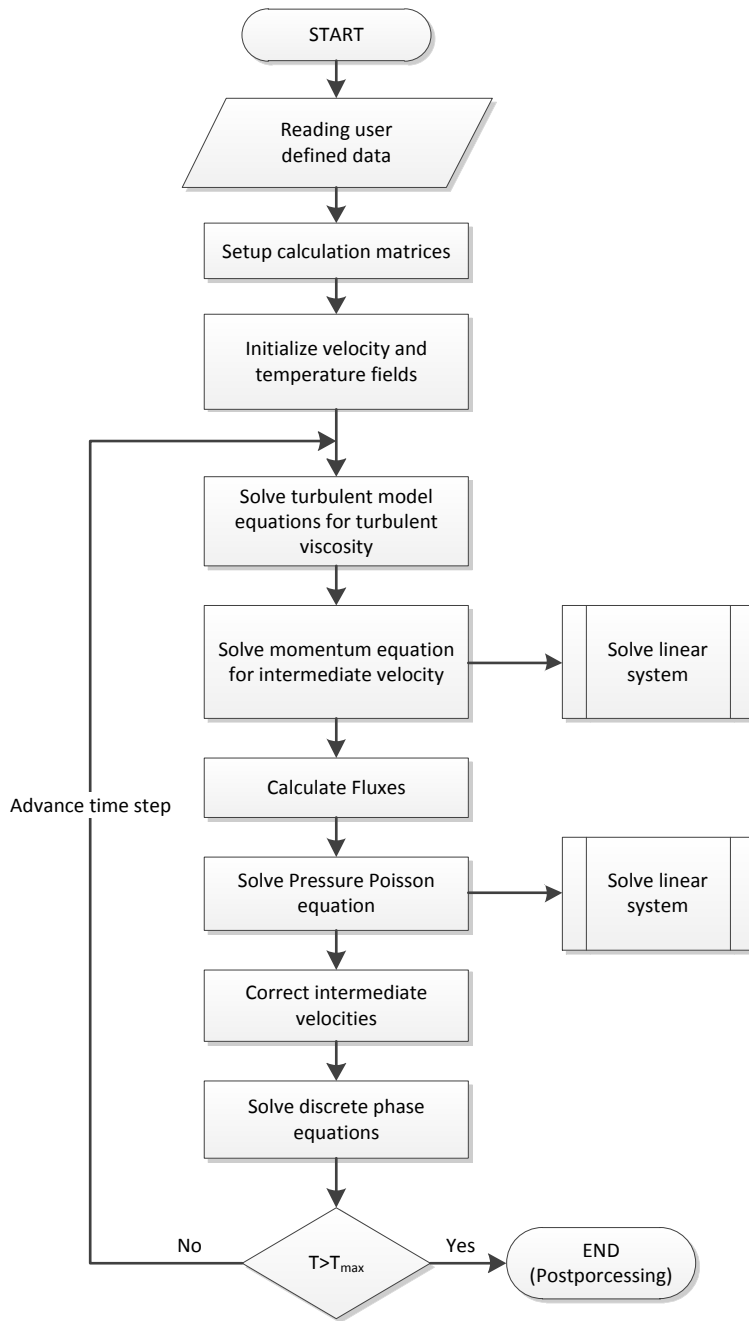 START
Reading user
defined data
Setup calculation matrices
Initialize velocity and
temperature fields
Solve turbulent model
equations for turbulent
viscosity
Solve momentum equation
for intermediate velocity
Solve linear
system
Calculate Fluxes
Advance time step
Solve Pressure Poisson
equation
Solve linear
system
Correct intermediate
velocities
Solve discrete phase
equations
No
T>Tmax
Yes
END
(Postporcessing)